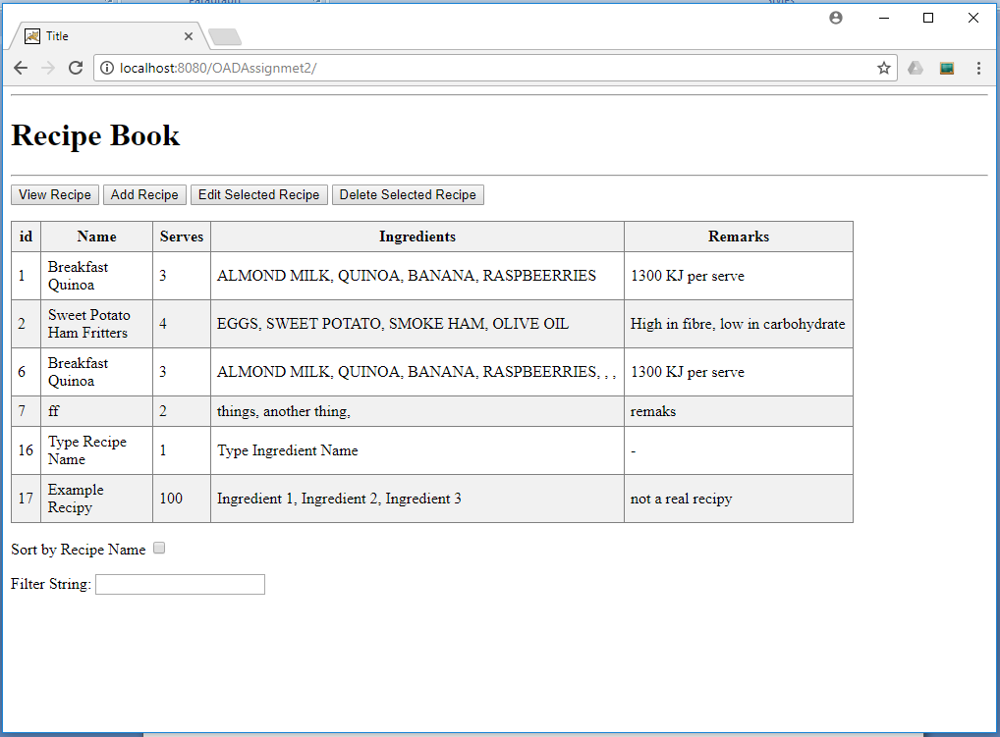 Title
localhost:8080/OADAssignmet2/
Recipe Book
View Recipe Add Recipe Edit Selected Recipe Delete Selected Recipe
id Name Serves Ingredients Remarks
1 Breakfast Quinoa 3 ALMOND MILK, QUINOA, BANANA, RASPBEERRIES 1300 KJ per serve
2 Sweet Potato Ham Fritters 4 EGGS, SWEET POTATO, SMOKE HAM, OLIVE OIL High in fibre, low in carbohydrate
6 Breakfast Quinoa 3 ALMOND MILK, QUINOA, BANANA, RASPBEERRIES, , , 1300 KJ per serve
7 ff 2 things, another thing, remaks
16 Type Recipe Name 1 Type Ingredient Name -
17 Example Recipy 100 Ingredient 1, Ingredient 2, Ingredient 3 not a real recipy
Sort by Recipe Name
Filter String: